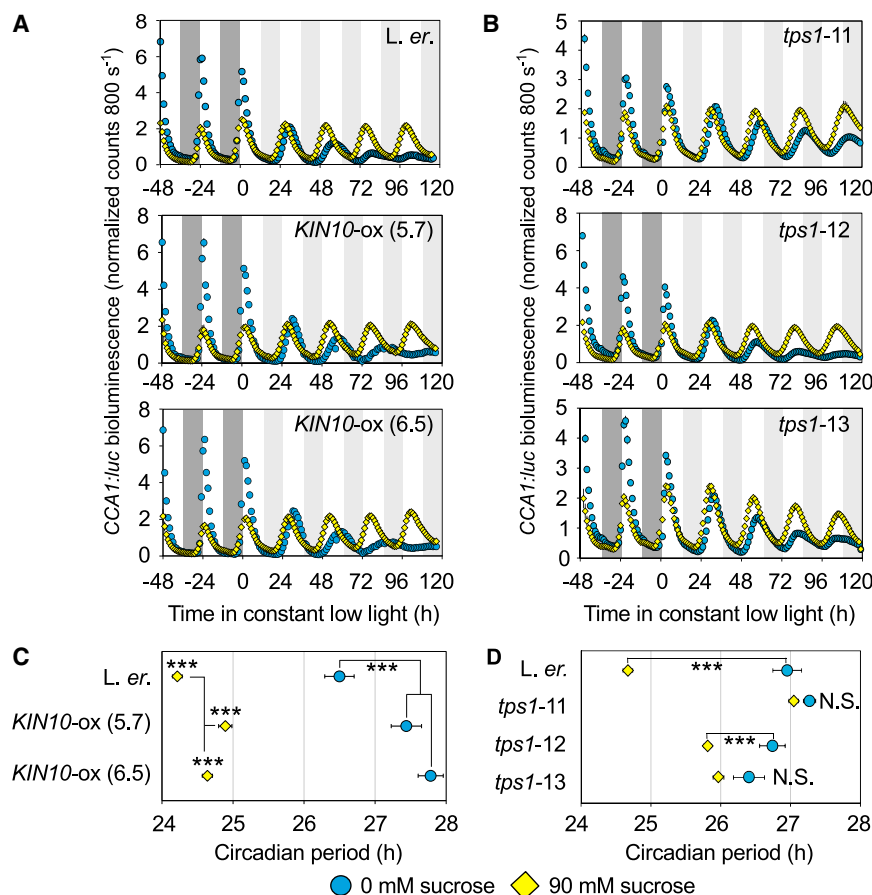 A
L. er.
8
6
4
2
0
-48 -24 0 24 48 72 96 120
KIN10-ox (5.7)
8
6
4
2
0
-48 -24 0 24 48 72 96 120
KIN10-ox (6.5)
8
6
4
2
0
-48 -24 0 24 48 72 96 120
CCA1:luc bioluminescence (normalized counts 800 s⁻¹)
Time in constant low light (h)
B
tps1-11
5
4
3
2
1
0
-48 -24 0 24 48 72 96 120
tps1-12
8
6
4
2
0
-48 -24 0 24 48 72 96 120
tps1-13
5
4
3
2
1
0
-48 -24 0 24 48 72 96 120
CCA1:luc bioluminescence (normalized counts 800 s⁻¹)
Time in constant low light (h)
C
L. er.
KIN10-ox (5.7)
KIN10-ox (6.5)
***
***
***
***
24 25 26 27 28
Circadian period (h)
D
L. er.
tps1-11
tps1-12
tps1-13
***
N.S.
***
N.S.
24 25 26 27 28
Circadian period (h)
0 mM sucrose 90 mM sucrose